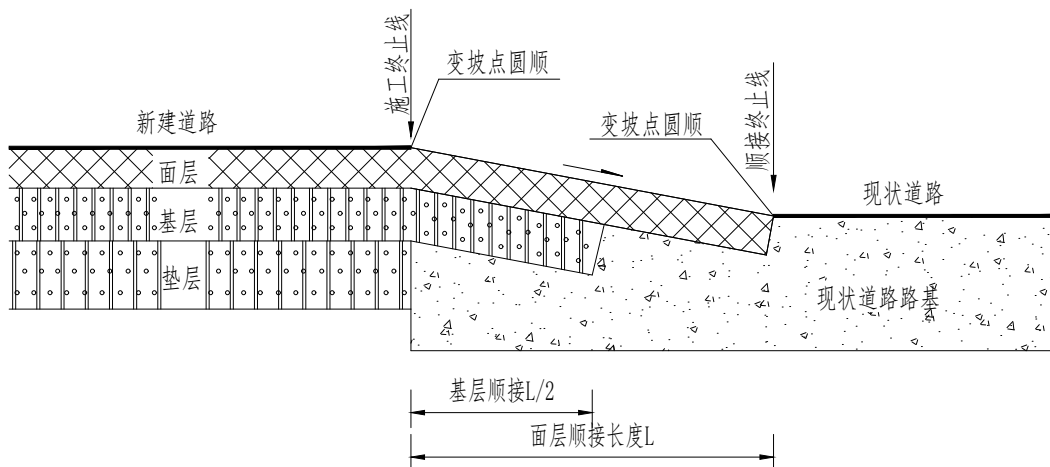 施工终止线
变坡点圆顺
新建道路
变坡点圆顺
顺接终止线
面层
基层
垫层
现状道路
现状道路路基
基层顺接L/2
面层顺接长度L